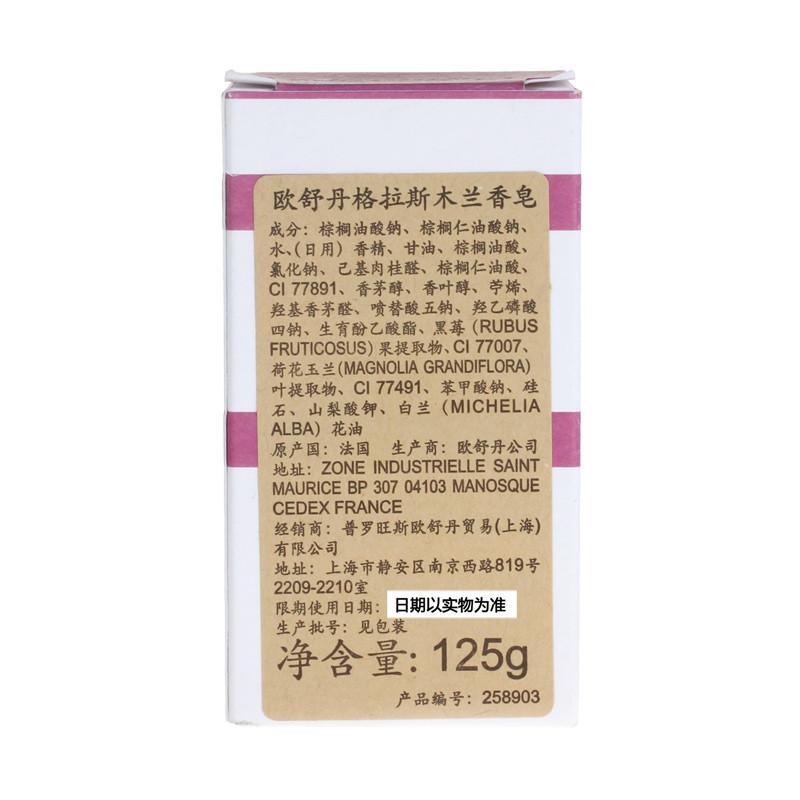 欧舒丹格拉斯木兰香皂
成分：棕榈油酸钠、棕榈仁油酸钠、
水、（日用）香精、甘油、棕榈油酸、
氯化钠、己基肉桂醛、棕榈仁油酸、
CI 77891、香茅醇、香叶醇、苧烯、
羟基香茅醛、喷替酸五钠、羟乙磷酸
四钠、生育酚乙酸酯、黑莓（RUBUS
FRUTICOSUS）果提取物、CI 77007、
荷花玉兰(MAGNOLIA GRANDIFLORA)
叶提取物、CI 77491、苯甲酸钠、硅
石、山梨酸钾、白兰（MICHELIA
ALBA）花油
原产国：法国 生产商：欧舒丹公司
地址：ZONE INDUSTRIELLE SAINT
MAURICE BP 307 04103 MANOSQUE
CEDEX FRANCE
经销商：普罗旺斯欧舒丹贸易(上海)
有限公司
地址：上海市静安区南京西路819号
2209-2210室
限期使用日期：日期以实物为准
生产批号：见包装
净含量：125g
产品编号：258903